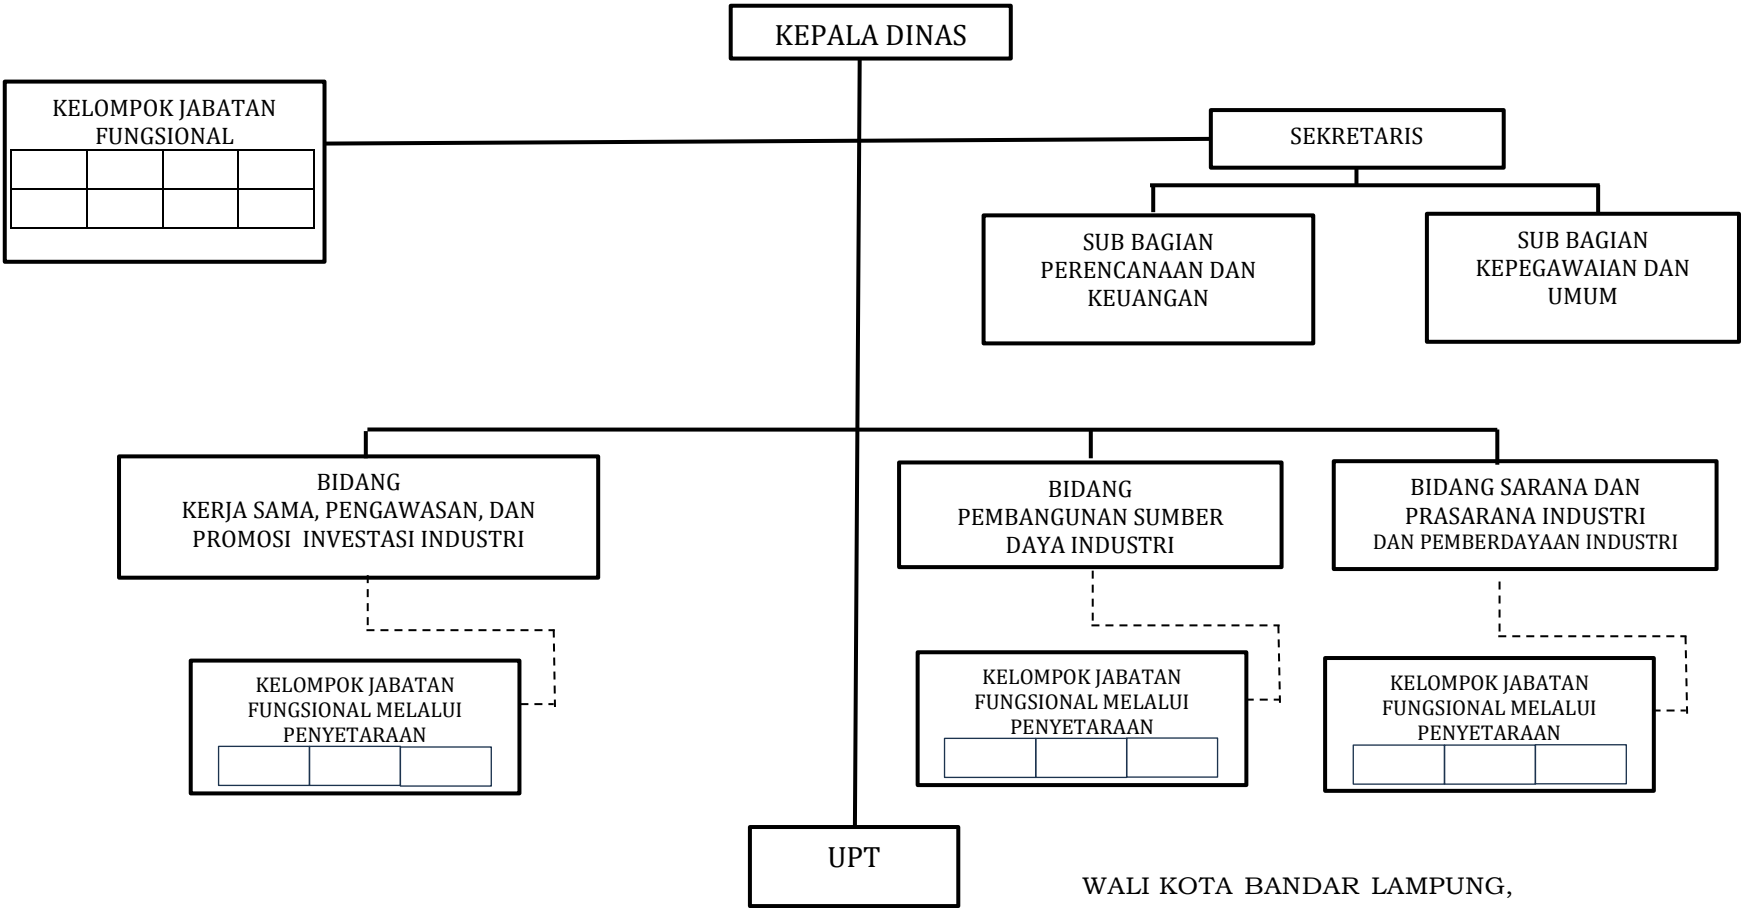 KEPALA DINAS
KELOMPOK JABATAN
FUNGSIONAL
SEKRETARIS
SUB BAGIAN
PERENCANAAN DAN
KEUANGAN
SUB BAGIAN
KEPEGAWAIAN DAN
UMUM
BIDANG
KERJA SAMA, PENGAWASAN, DAN
PROMOSI INVESTASI INDUSTRI
BIDANG
PEMBANGUNAN SUMBER
DAYA INDUSTRI
BIDANG SARANA DAN
PRASARANA INDUSTRI
DAN PEMBERDAYAAN INDUSTRI
KELOMPOK JABATAN
FUNGSIONAL MELALUI
PENYETARAAN
KELOMPOK JABATAN
FUNGSIONAL MELALUI
PENYETARAAN
KELOMPOK JABATAN
FUNGSIONAL MELALUI
PENYETARAAN
UPT
WALI KOTA BANDAR LAMPUNG,